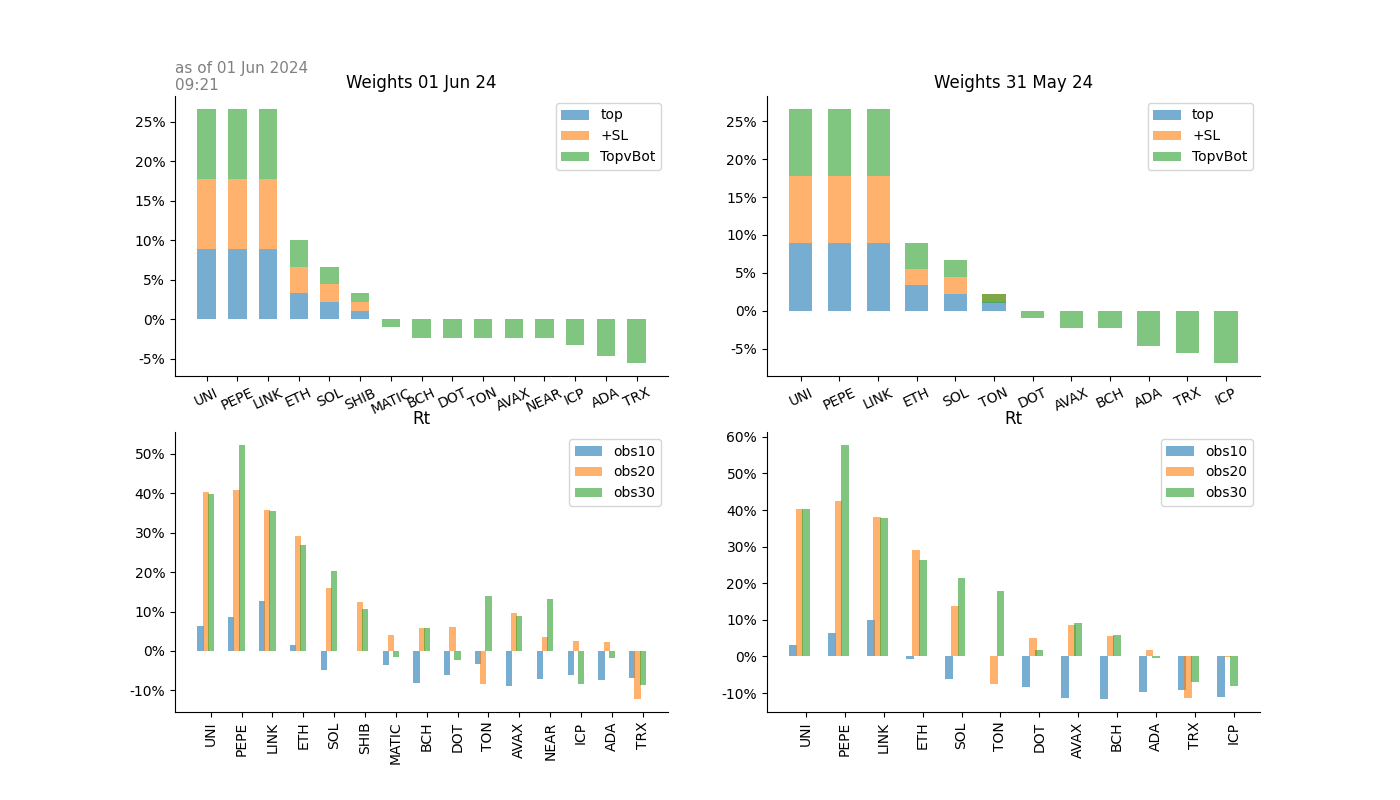 as of 01 Jun 2024
09:21
Weights 01 Jun 24
25%
20%
15%
10%
5%
0%
-5%
top
+SL
TopvBot
UNI PEPE LINK ETH SOL SHIB MATIC BCH DOT TON AVAX NEAR ICP ADA TRX
Weights 31 May 24
25%
20%
15%
10%
5%
0%
-5%
top
+SL
TopvBot
UNI PEPE LINK ETH SOL TON DOT AVAX BCH ADA TRX ICP
Rt
50%
40%
30%
20%
10%
0%
-10%
obs10
obs20
obs30
UNI PEPE LINK ETH SOL SHIB MATIC BCH DOT TON AVAX NEAR ICP ADA TRX
Rt
60%
50%
40%
30%
20%
10%
0%
-10%
obs10
obs20
obs30
UNI PEPE LINK ETH SOL TON DOT AVAX BCH ADA TRX ICP